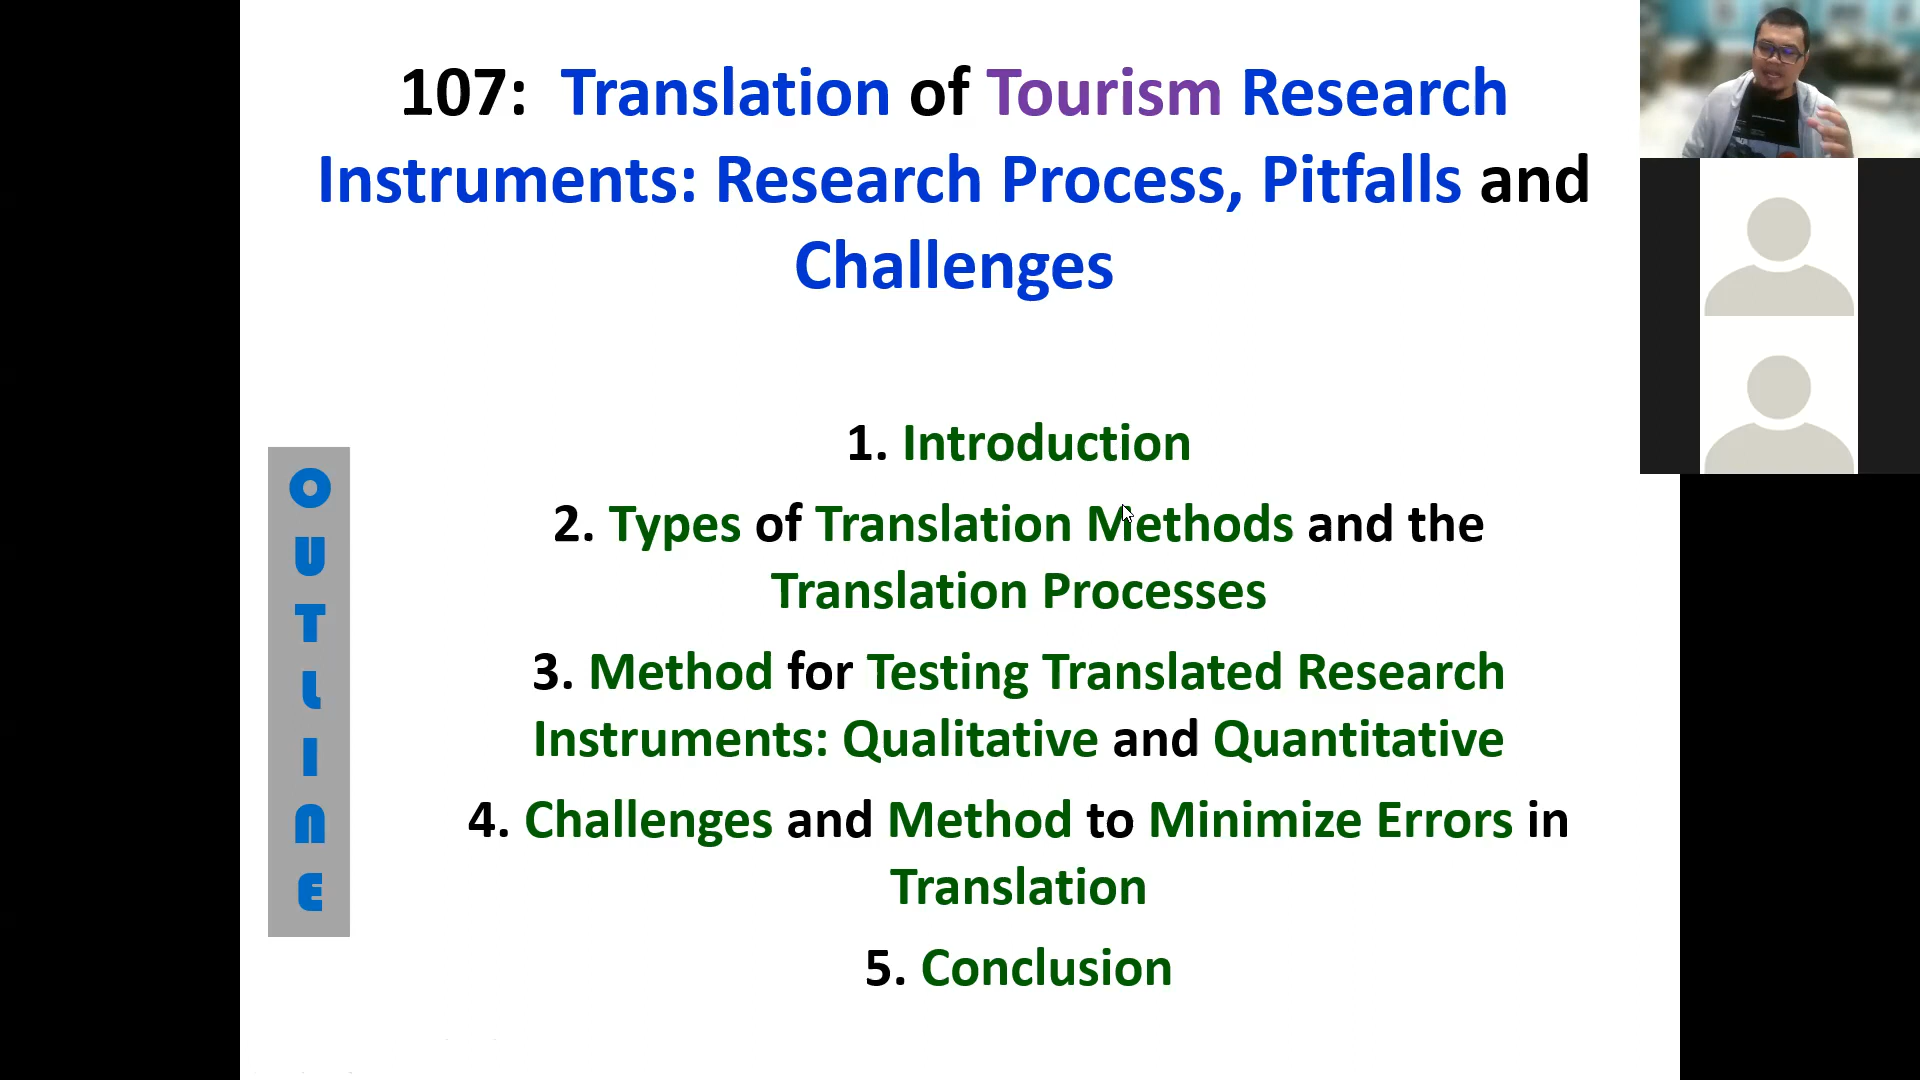 107: Translation of Tourism Research
Instruments: Research Process, Pitfalls and
Challenges
OUTLINE
1. Introduction
2. Types of Translation Methods and the
Translation Processes
3. Method for Testing Translated Research
Instruments: Qualitative and Quantitative
4. Challenges and Method to Minimize Errors in
Translation
5. Conclusion